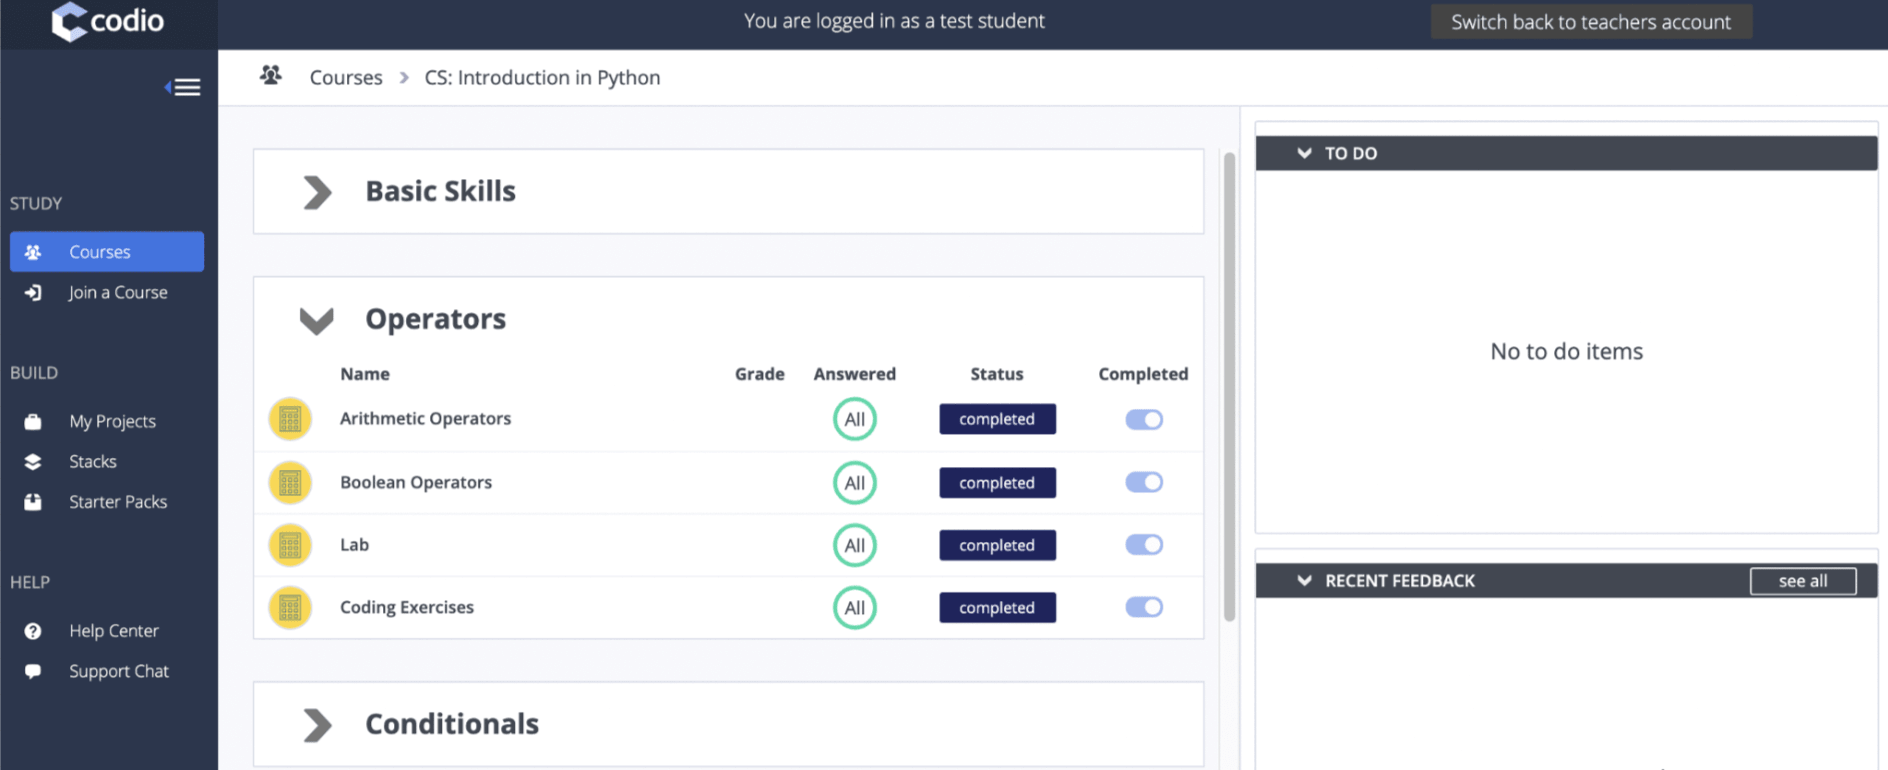 codio
You are logged in as a test student
Switch back to teachers account
Courses > CS: Introduction in Python
STUDY
Courses
Join a Course
BUILD
My Projects
Stacks
Starter Packs
HELP
Help Center
Support Chat
Basic Skills
Operators
Name Grade Answered Status Completed
Arithmetic Operators All completed
Boolean Operators All completed
Lab All completed
Coding Exercises All completed
Conditionals
TO DO
No to do items
RECENT FEEDBACK see all